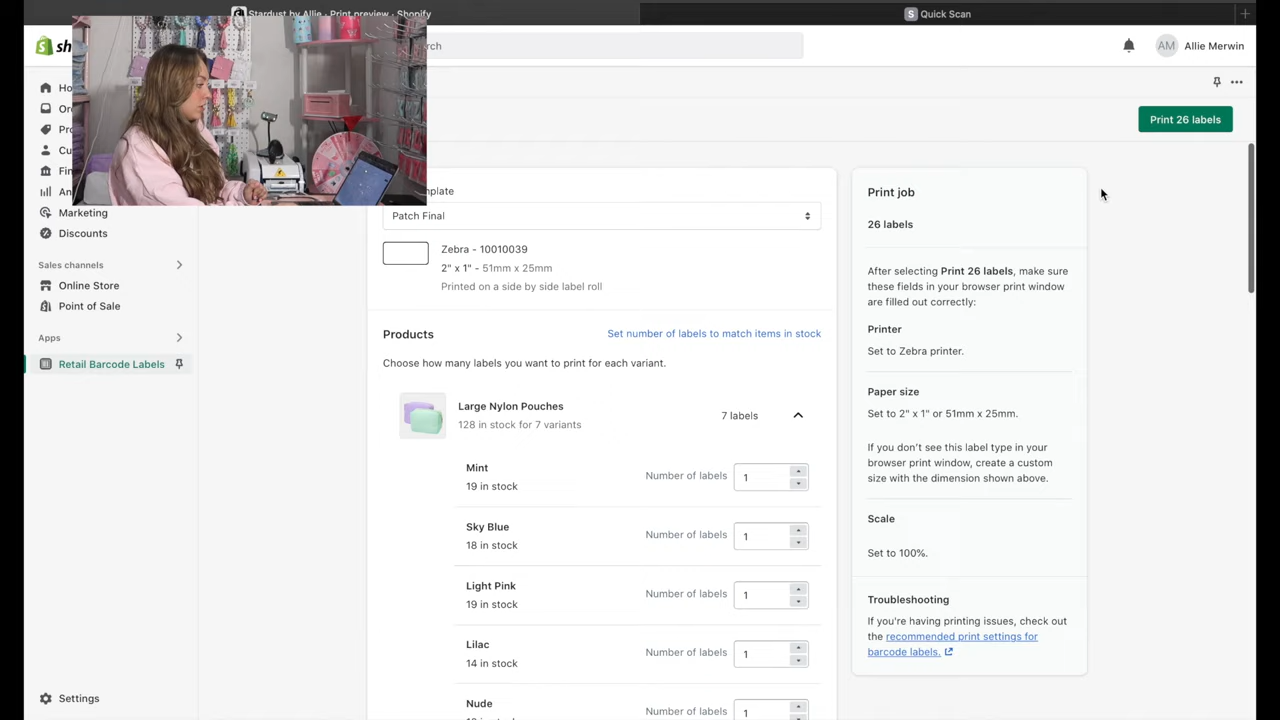 Stardust by Allie · Print preview · Shopify
Quick Scan
sh
rch
AM
Allie Merwin
Ho
Or
Pro
Cu
Fin
An
Marketing
Discounts
Sales channels
Online Store
Point of Sale
Apps
Retail Barcode Labels
Settings
Print 26 labels
mplate
Patch Final
Zebra - 10010039
2" x 1" - 51mm x 25mm
Printed on a side by side label roll
Products
Set number of labels to match items in stock
Choose how many labels you want to print for each variant.
Large Nylon Pouches
128 in stock for 7 variants
7 labels
Mint
19 in stock
Number of labels
1
Sky Blue
18 in stock
Number of labels
1
Light Pink
19 in stock
Number of labels
1
Lilac
14 in stock
Number of labels
1
Nude
Number of labels
1
Print job
26 labels
After selecting Print 26 labels, make sure
these fields in your browser print window
are filled out correctly:
Printer
Set to Zebra printer.
Paper size
Set to 2" x 1" or 51mm x 25mm.
If you don't see this label type in your
browser print window, create a custom
size with the dimension shown above.
Scale
Set to 100%.
Troubleshooting
If you're having printing issues, check out
the recommended print settings for
barcode labels.